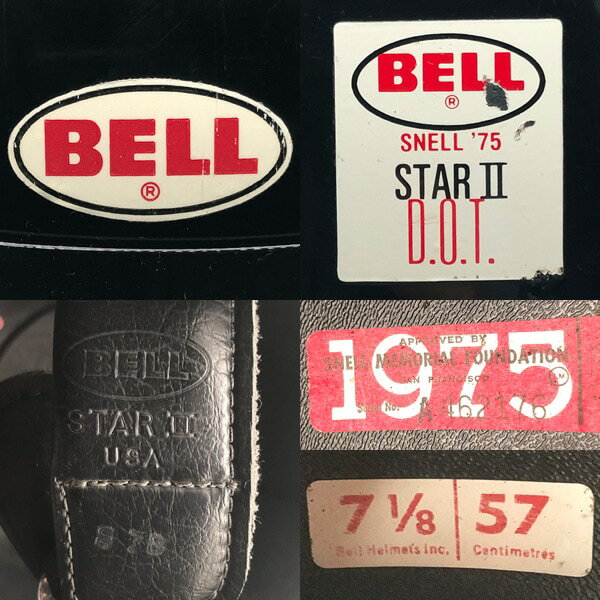 BELL
®
BELL
®
SNELL '75
STAR II
D.O.T.
BELL
STAR II
USA
1975
APPROVED BY
SNELL MEMORIAL FOUNDATION
SAN FRANCISCO
A 462176
7 1/8 57
Bell Helmets Inc. Centimetres